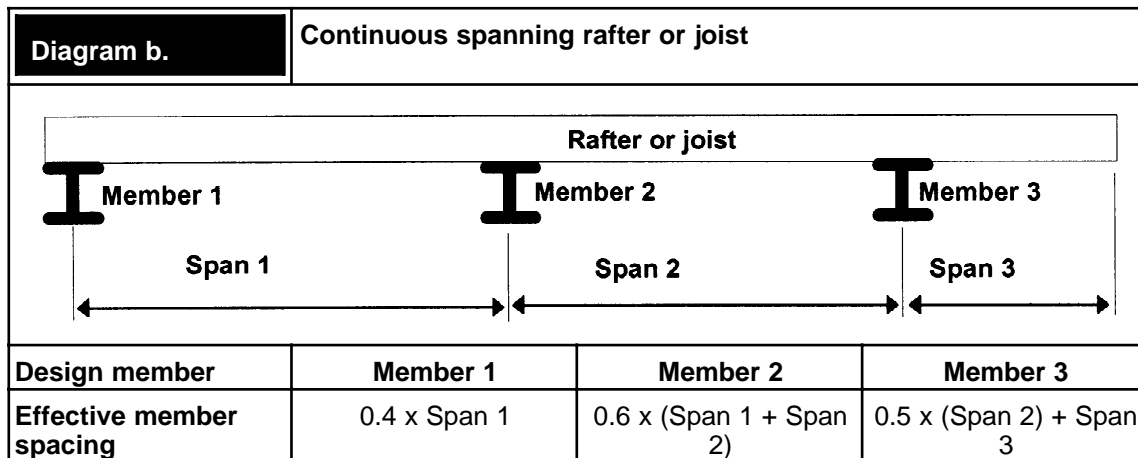 Diagram b.
Continuous spanning rafter or joist
Rafter or joist
Member 1
Member 2
Member 3
Span 1
Span 2
Span 3
Design member
Member 1
Member 2
Member 3
Effective member
spacing
0.4 x Span 1
0.6 x (Span 1 + Span
2)
0.5 x (Span 2) + Span
3